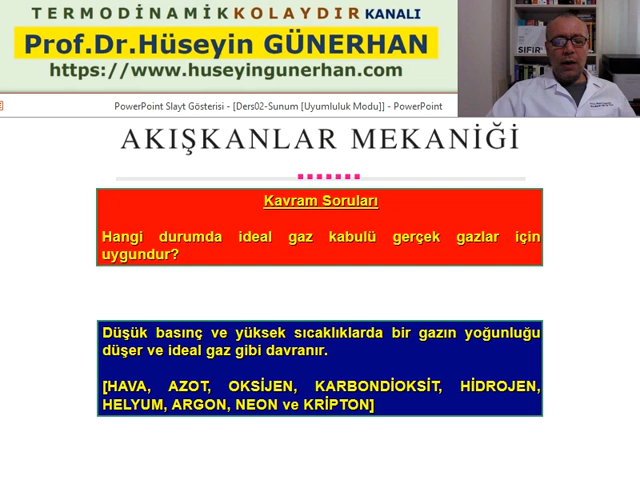 TERMODİNAMİKKOLAYDIR KANALI
Prof.Dr.Hüseyin GÜNERHAN
https://www.huseyingunerhan.com
PowerPoint Slayt Gösterisi - [Ders02-Sunum [Uyumluluk Modu]] - PowerPoint
SIFIR
AKIŞKANLAR MEKANİĞİ
Kavram Soruları
Hangi durumda ideal gaz kabulü gerçek gazlar için
uygundur?
Düşük basınç ve yüksek sıcaklıklarda bir gazın yoğunluğu
düşer ve ideal gaz gibi davranır.
[HAVA, AZOT, OKSİJEN, KARBONDİOKSİT, HİDROJEN,
HELYUM, ARGON, NEON ve KRİPTON]